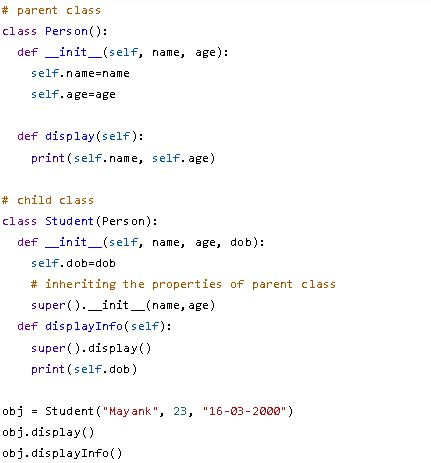 # parent class
class Person():
  def __init__(self, name, age):
    self.name=name
    self.age=age

  def display(self):
    print(self.name, self.age)

# child class
class Student(Person):
  def __init__(self, name, age, dob):
    self.dob=dob
    # inheriting the properties of parent class
    super().__init__(name,age)
  def displayInfo(self):
    super().display()
    print(self.dob)

obj = Student("Mayank", 23, "16-03-2000")
obj.display()
obj.displayInfo()